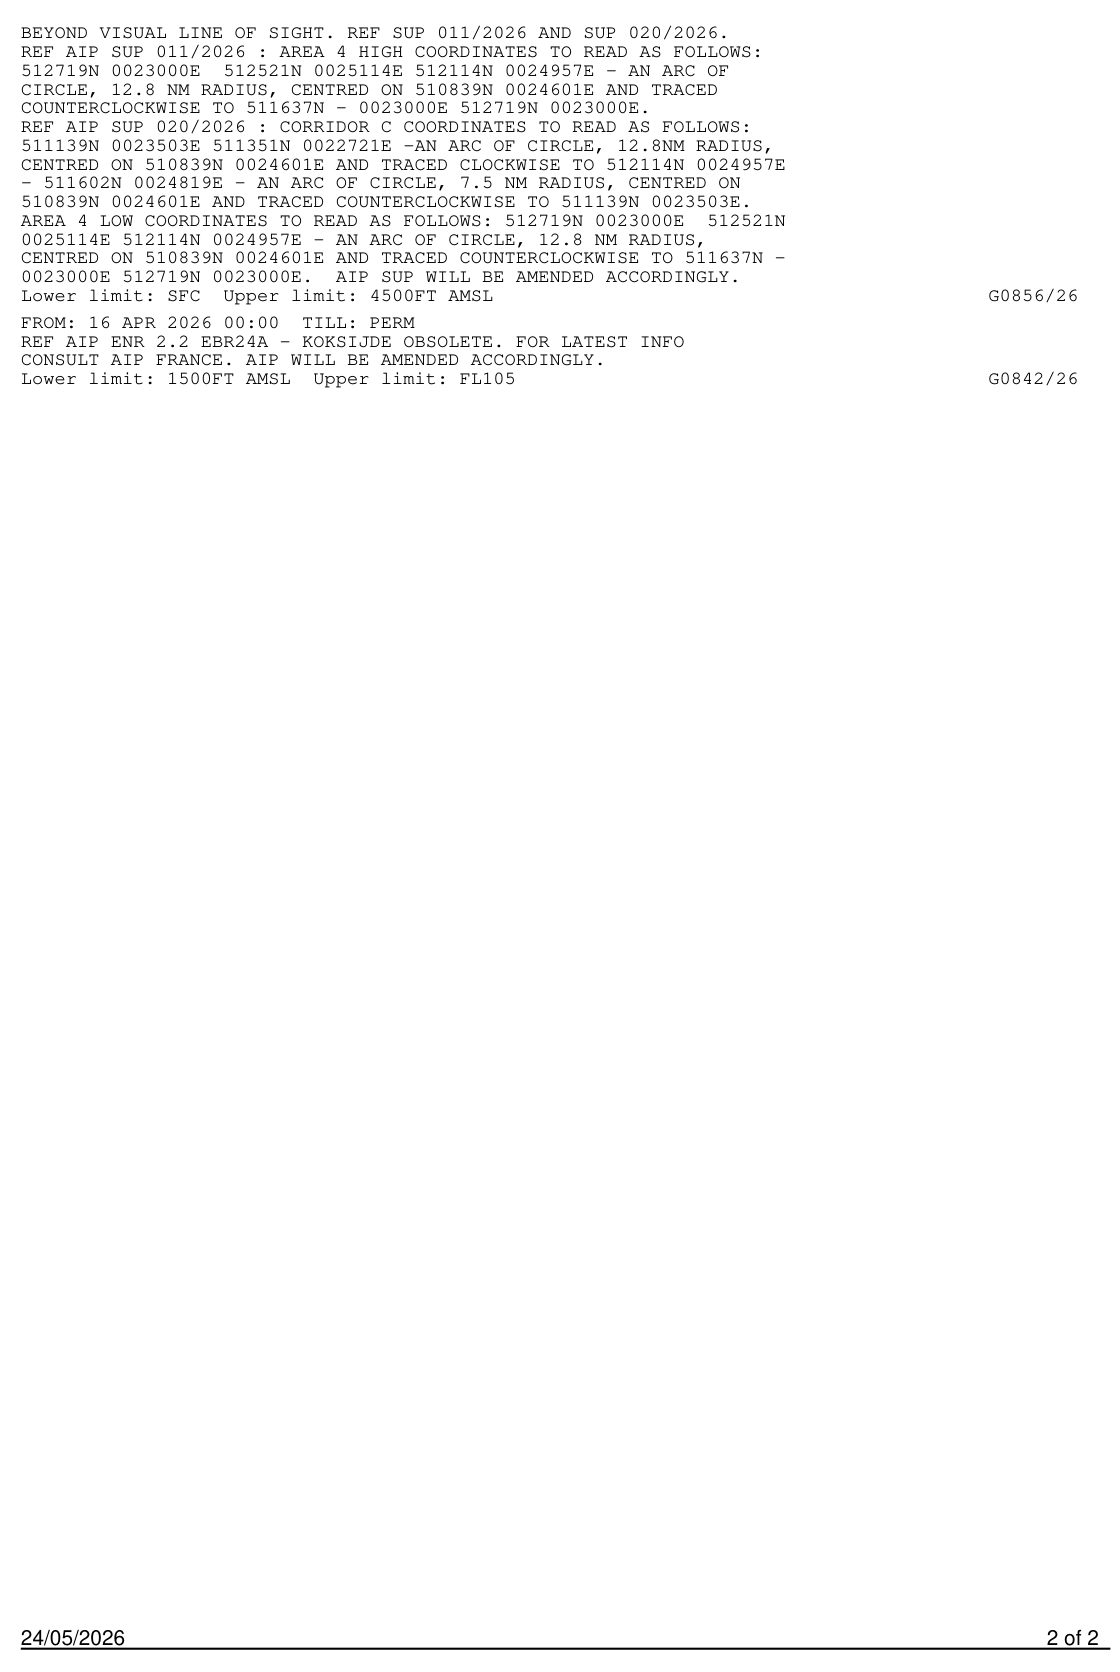 BEYOND VISUAL LINE OF SIGHT. REF SUP 011/2026 AND SUP 020/2026.
REF AIP SUP 011/2026 : AREA 4 HIGH COORDINATES TO READ AS FOLLOWS:
512719N 0023000E  512521N 0025114E 512114N 0024957E - AN ARC OF
CIRCLE, 12.8 NM RADIUS, CENTRED ON 510839N 0024601E AND TRACED
COUNTERCLOCKWISE TO 511637N - 0023000E 512719N 0023000E.
REF AIP SUP 020/2026 : CORRIDOR C COORDINATES TO READ AS FOLLOWS:
511139N 0023503E 511351N 0022721E -AN ARC OF CIRCLE, 12.8NM RADIUS,
CENTRED ON 510839N 0024601E AND TRACED CLOCKWISE TO 512114N 0024957E
- 511602N 0024819E - AN ARC OF CIRCLE, 7.5 NM RADIUS, CENTRED ON
510839N 0024601E AND TRACED COUNTERCLOCKWISE TO 511139N 0023503E.
AREA 4 LOW COORDINATES TO READ AS FOLLOWS: 512719N 0023000E  512521N
0025114E 512114N 0024957E - AN ARC OF CIRCLE, 12.8 NM RADIUS,
CENTRED ON 510839N 0024601E AND TRACED COUNTERCLOCKWISE TO 511637N -
0023000E 512719N 0023000E.  AIP SUP WILL BE AMENDED ACCORDINGLY.
Lower limit: SFC  Upper limit: 4500FT AMSL G0856/26
FROM: 16 APR 2026 00:00  TILL: PERM
REF AIP ENR 2.2 EBR24A - KOKSIJDE OBSOLETE. FOR LATEST INFO
CONSULT AIP FRANCE. AIP WILL BE AMENDED ACCORDINGLY.
Lower limit: 1500FT AMSL  Upper limit: FL105 G0842/26
24/05/2026 2 of 2